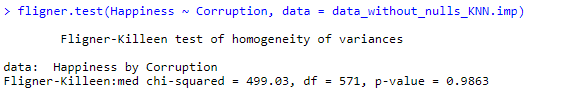 > fligner.test(Happiness ~ Corruption, data = data_without_nulls_KNN.imp)
Fligner-Killeen test of homogeneity of variances
data:  Happiness by Corruption
Fligner-Killeen:med chi-squared = 499.03, df = 571, p-value = 0.9863